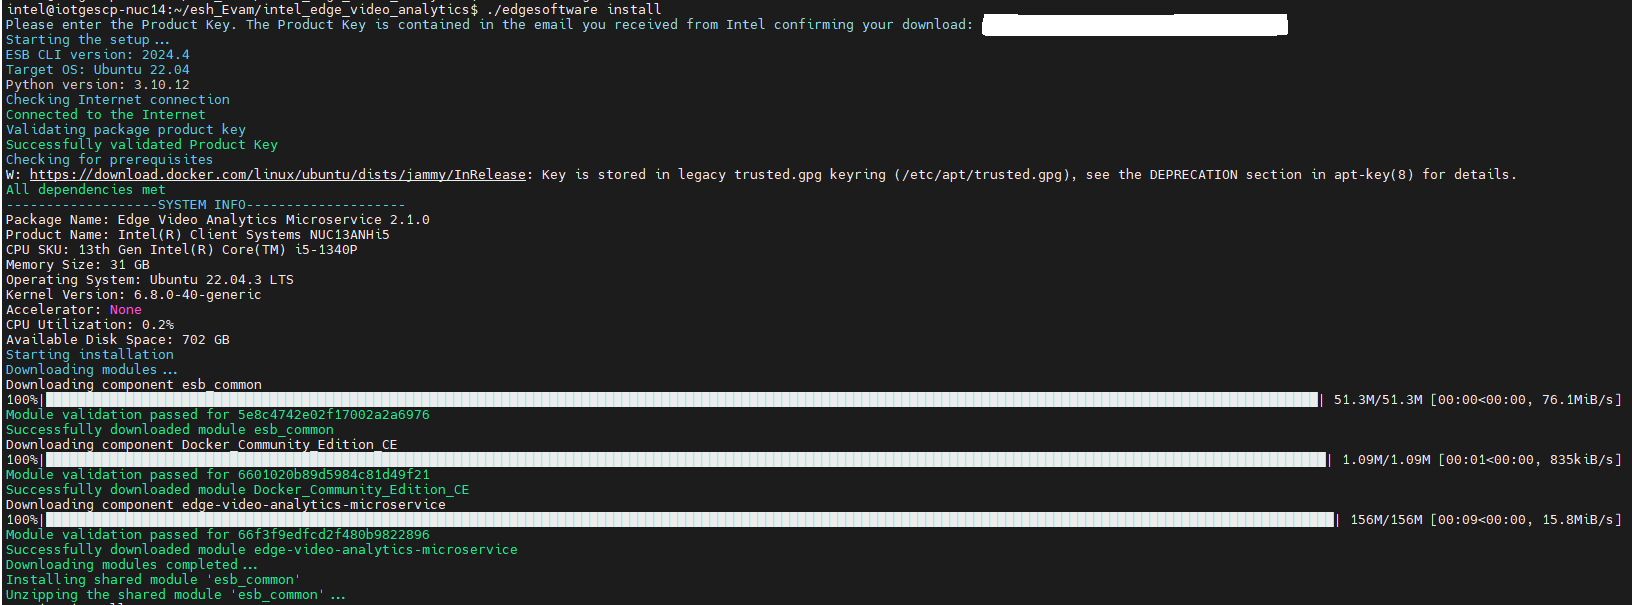 intel@iotgescp-nuc14:~/esh_Evam/intel_edge_video_analytics$ ./edgesoftware install
Please enter the Product Key. The Product Key is contained in the email you received from Intel confirming your download:
Starting the setup...
ESB CLI version: 2024.4
Target OS: Ubuntu 22.04
Python version: 3.10.12
Checking Internet connection
Connected to the Internet
Validating package product key
Successfully validated Product Key
Checking for prerequisites
W: https://download.docker.com/linux/ubuntu/dists/jammy/InRelease: Key is stored in legacy trusted.gpg keyring (/etc/apt/trusted.gpg), see the DEPRECATION section in apt-key(8) for details.
All dependencies met
-------------------SYSTEM INFO--------------------
Package Name: Edge Video Analytics Microservice 2.1.0
Product Name: Intel(R) Client Systems NUC13ANHi5
CPU SKU: 13th Gen Intel(R) Core(TM) i5-1340P
Memory Size: 31 GB
Operating System: Ubuntu 22.04.3 LTS
Kernel Version: 6.8.0-40-generic
Accelerator: None
CPU Utilization: 0.2%
Available Disk Space: 702 GB
Starting installation
Downloading modules...
Downloading component esb_common
100%| | 51.3M/51.3M [00:00<00:00, 76.1MiB/s]
Module validation passed for 5e8c4742e02f17002a2a6976
Successfully downloaded module esb_common
Downloading component Docker_Community_Edition_CE
100%| | 1.09M/1.09M [00:01<00:00, 835kiB/s]
Module validation passed for 6601020b89d5984c81d49f21
Successfully downloaded module Docker_Community_Edition_CE
Downloading component edge-video-analytics-microservice
100%| | 156M/156M [00:09<00:00, 15.8MiB/s]
Module validation passed for 66f3f9edfcd2f480b9822896
Successfully downloaded module edge-video-analytics-microservice
Downloading modules completed...
Installing shared module 'esb_common'
Unzipping the shared module 'esb_common'...